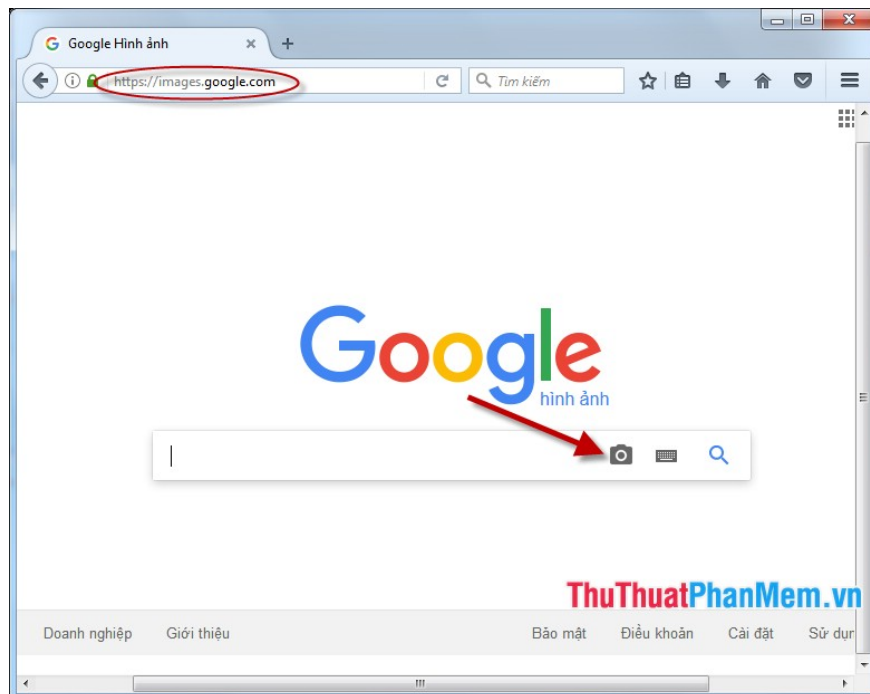 Google Hình ảnh
https://images.google.com
Tìm kiếm
Google
hình ảnh
ThuThuatPhanMem.vn
Doanh nghiệp Giới thiệu Bảo mật Điều khoản Cài đặt Sử dụn